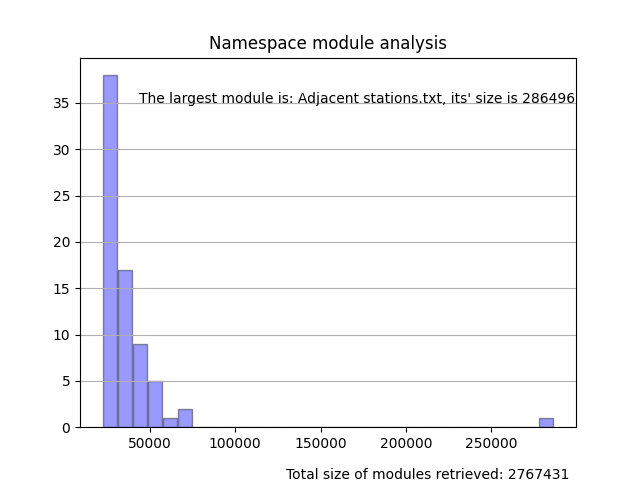 Namespace module analysis
The largest module is: Adjacent stations.txt, its' size is 286496
35
30
25
20
15
10
5
0
50000 100000 150000 200000 250000
Total size of modules retrieved: 2767431